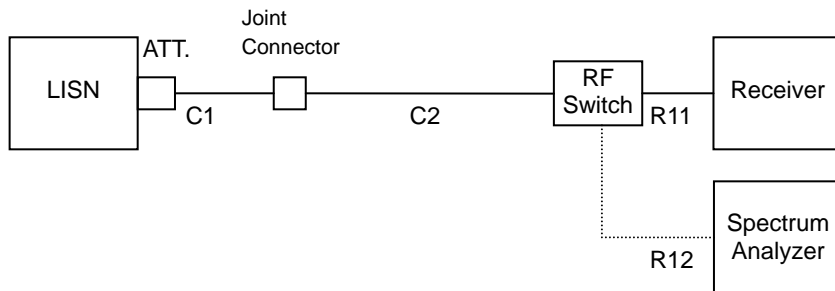 Joint
Connector
ATT.
LISN
C1
C2
RF
Switch
R11
Receiver
Spectrum
Analyzer
R12